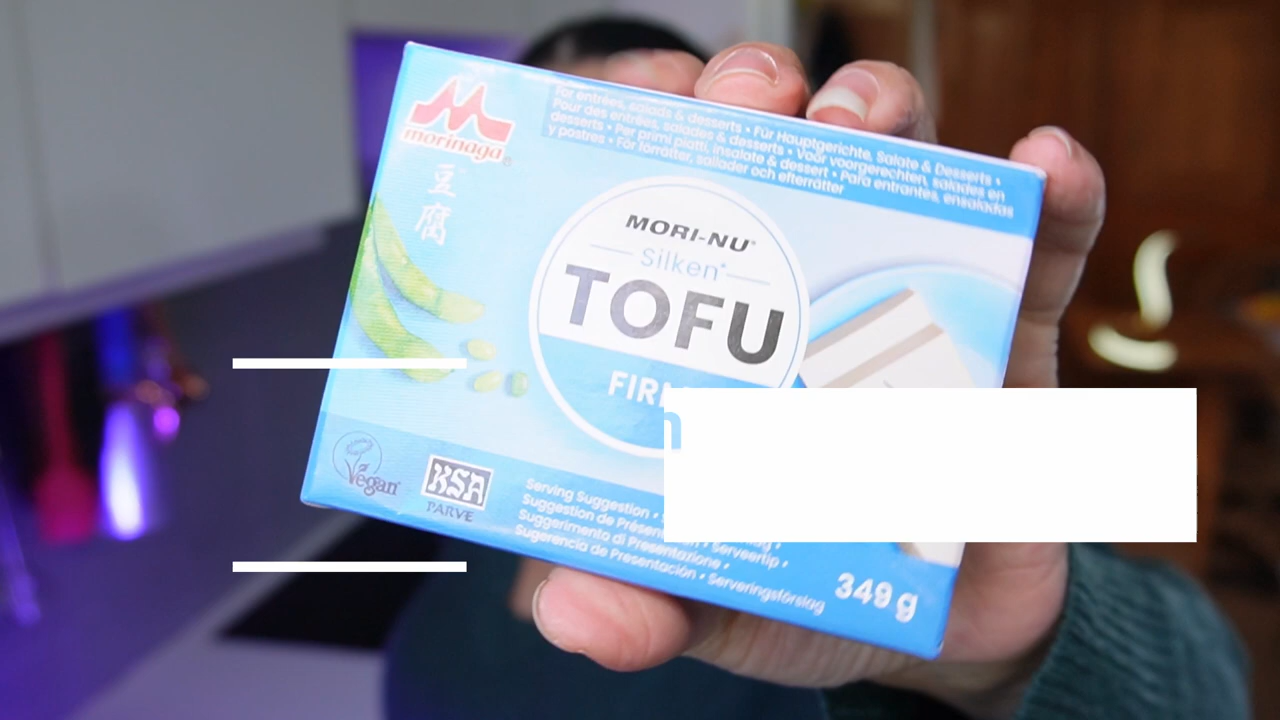 morinaga®
豆腐
For entrées, salads & desserts • Für Hauptgerichte, Salate & Desserts •
Pour des entrées, salades & desserts • Voor voorgerechten, salades en
desserts • Per primi piatti, insalate & dessert • Para entrantes, ensaladas
y postres • För förrätter, sallader och efterrätter
MORI-NU®
Silken*
TOFU
n
Vegan
KSA
PARVE
Serving Suggestion •
Suggestion de • Serveertip •
Suggerimento di Presentazione •
Sugerencia de Presentación • Serveringsförslag
349 g